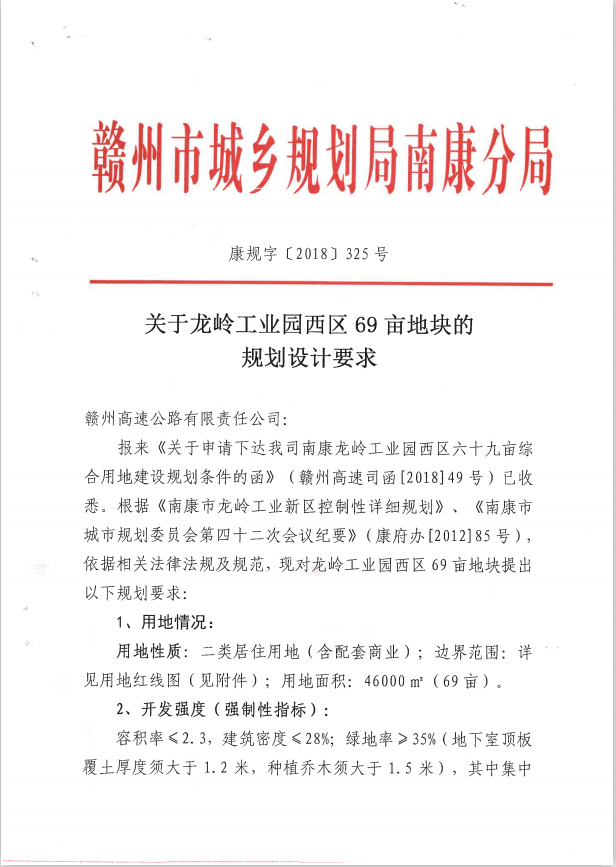 赣州市城乡规划局南康分局
康规字〔2018〕325号
关于龙岭工业园西区69亩地块的
规划设计要求
赣州高速公路有限责任公司：
报来《关于申请下达我司南康龙岭工业园西区六十九亩综
合用地建设规划条件的函》（赣州高速司函[2018]49号）已收
悉。根据《南康市龙岭工业新区控制性详细规划》、《南康市
城市规划委员会第四十二次会议纪要》（康府办[2012]85号），
依据相关法律法规及规范，现对龙岭工业园西区69亩地块提出
以下规划要求：
1、用地情况：
用地性质：二类居住用地（含配套商业）；边界范围：详
见用地红线图（见附件）；用地面积：46000㎡（69亩）。
2、开发强度（强制性指标）：
容积率≤2.3，建筑密度≤28%；绿地率≥35%（地下室顶板
覆土厚度须大于1.2米，种植乔木须大于1.5米），其中集中